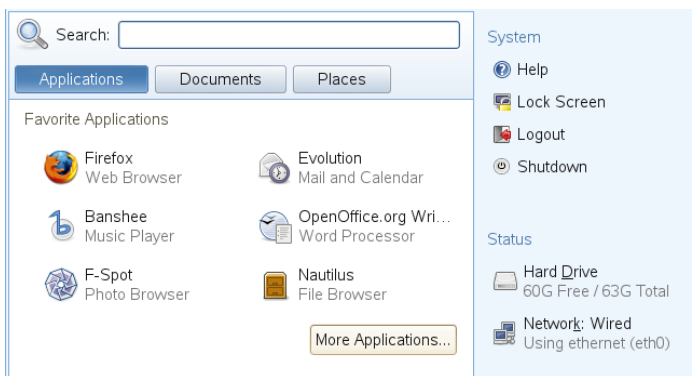 Search:
Applications
Documents
Places
Favorite Applications
Firefox
Web Browser
Evolution
Mail and Calendar
Banshee
Music Player
OpenOffice.org Wri...
Word Processor
F-Spot
Photo Browser
Nautilus
File Browser
More Applications...
System
Help
Lock Screen
Logout
Shutdown
Status
Hard Drive
60G Free / 63G Total
Network: Wired
Using ethernet (eth0)